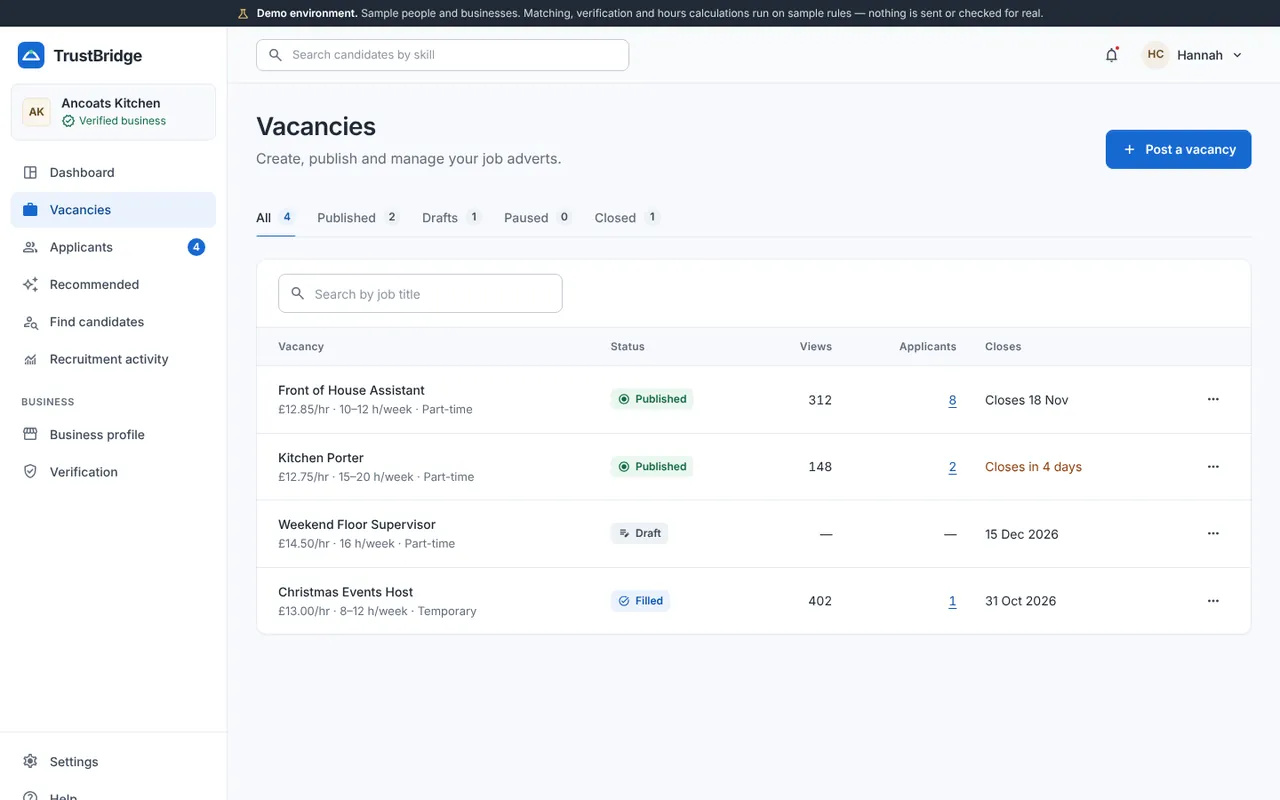 Demo environment. Sample people and businesses. Matching, verification and hours calculations run on sample rules — nothing is sent or checked for real.
TrustBridge
Search candidates by skill
HC Hannah
AK Ancoats Kitchen
Verified business
Dashboard
Vacancies
Applicants 4
Recommended
Find candidates
Recruitment activity
BUSINESS
Business profile
Verification
Settings
Help
Vacancies
Create, publish and manage your job adverts.
+ Post a vacancy
All 4 Published 2 Drafts 1 Paused 0 Closed 1
Search by job title
Vacancy Status Views Applicants Closes
Front of House Assistant
£12.85/hr · 10–12 h/week · Part-time
Published 312 8 Closes 18 Nov
Kitchen Porter
£12.75/hr · 15–20 h/week · Part-time
Published 148 2 Closes in 4 days
Weekend Floor Supervisor
£14.50/hr · 16 h/week · Part-time
Draft — — 15 Dec 2026
Christmas Events Host
£13.00/hr · 8–12 h/week · Temporary
Filled 402 1 31 Oct 2026